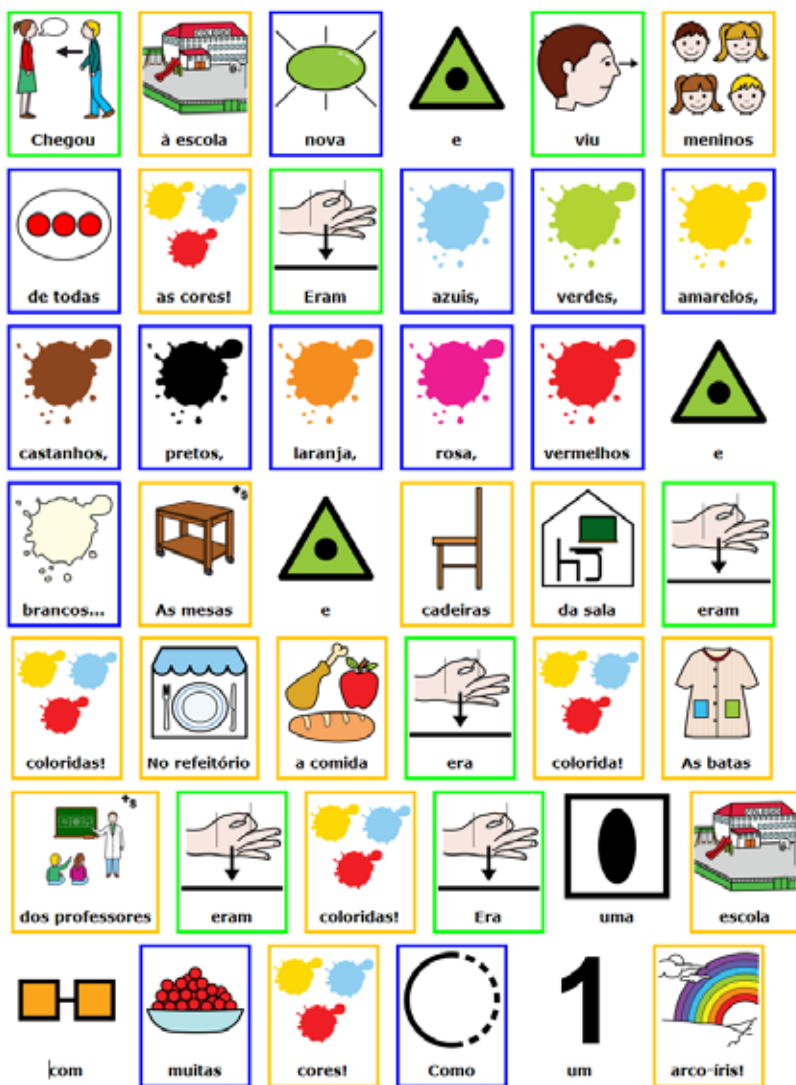 Chegou à escola nova e viu meninos
+s
de todas as cores! Eram azuis, verdes, amarelos,
castanhos, pretos, laranja, rosa, vermelhos e
+s
brancos... As mesas e cadeiras da sala eram
coloridas! No refeitório a comida era colorida! As batas
+s
dos professores eram coloridas! Era uma escola
com muitas cores! Como 1 um arco-íris!